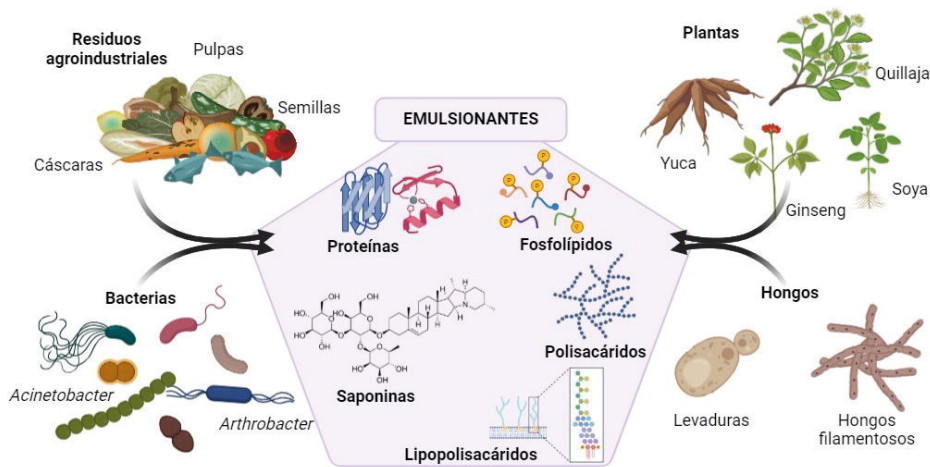 Residuos
agroindustriales
Pulpas
Semillas
Cáscaras
EMULSIONANTES
Plantas
Quillaja
Yuca
Ginseng
Soya
Proteínas
P
P
P
P
P
P
Fosfolípidos
Bacterias
Acinetobacter
Arthrobacter
Saponinas
Polisacáridos
Lipopolisacáridos
Hongos
Levaduras
Hongos
filamentosos